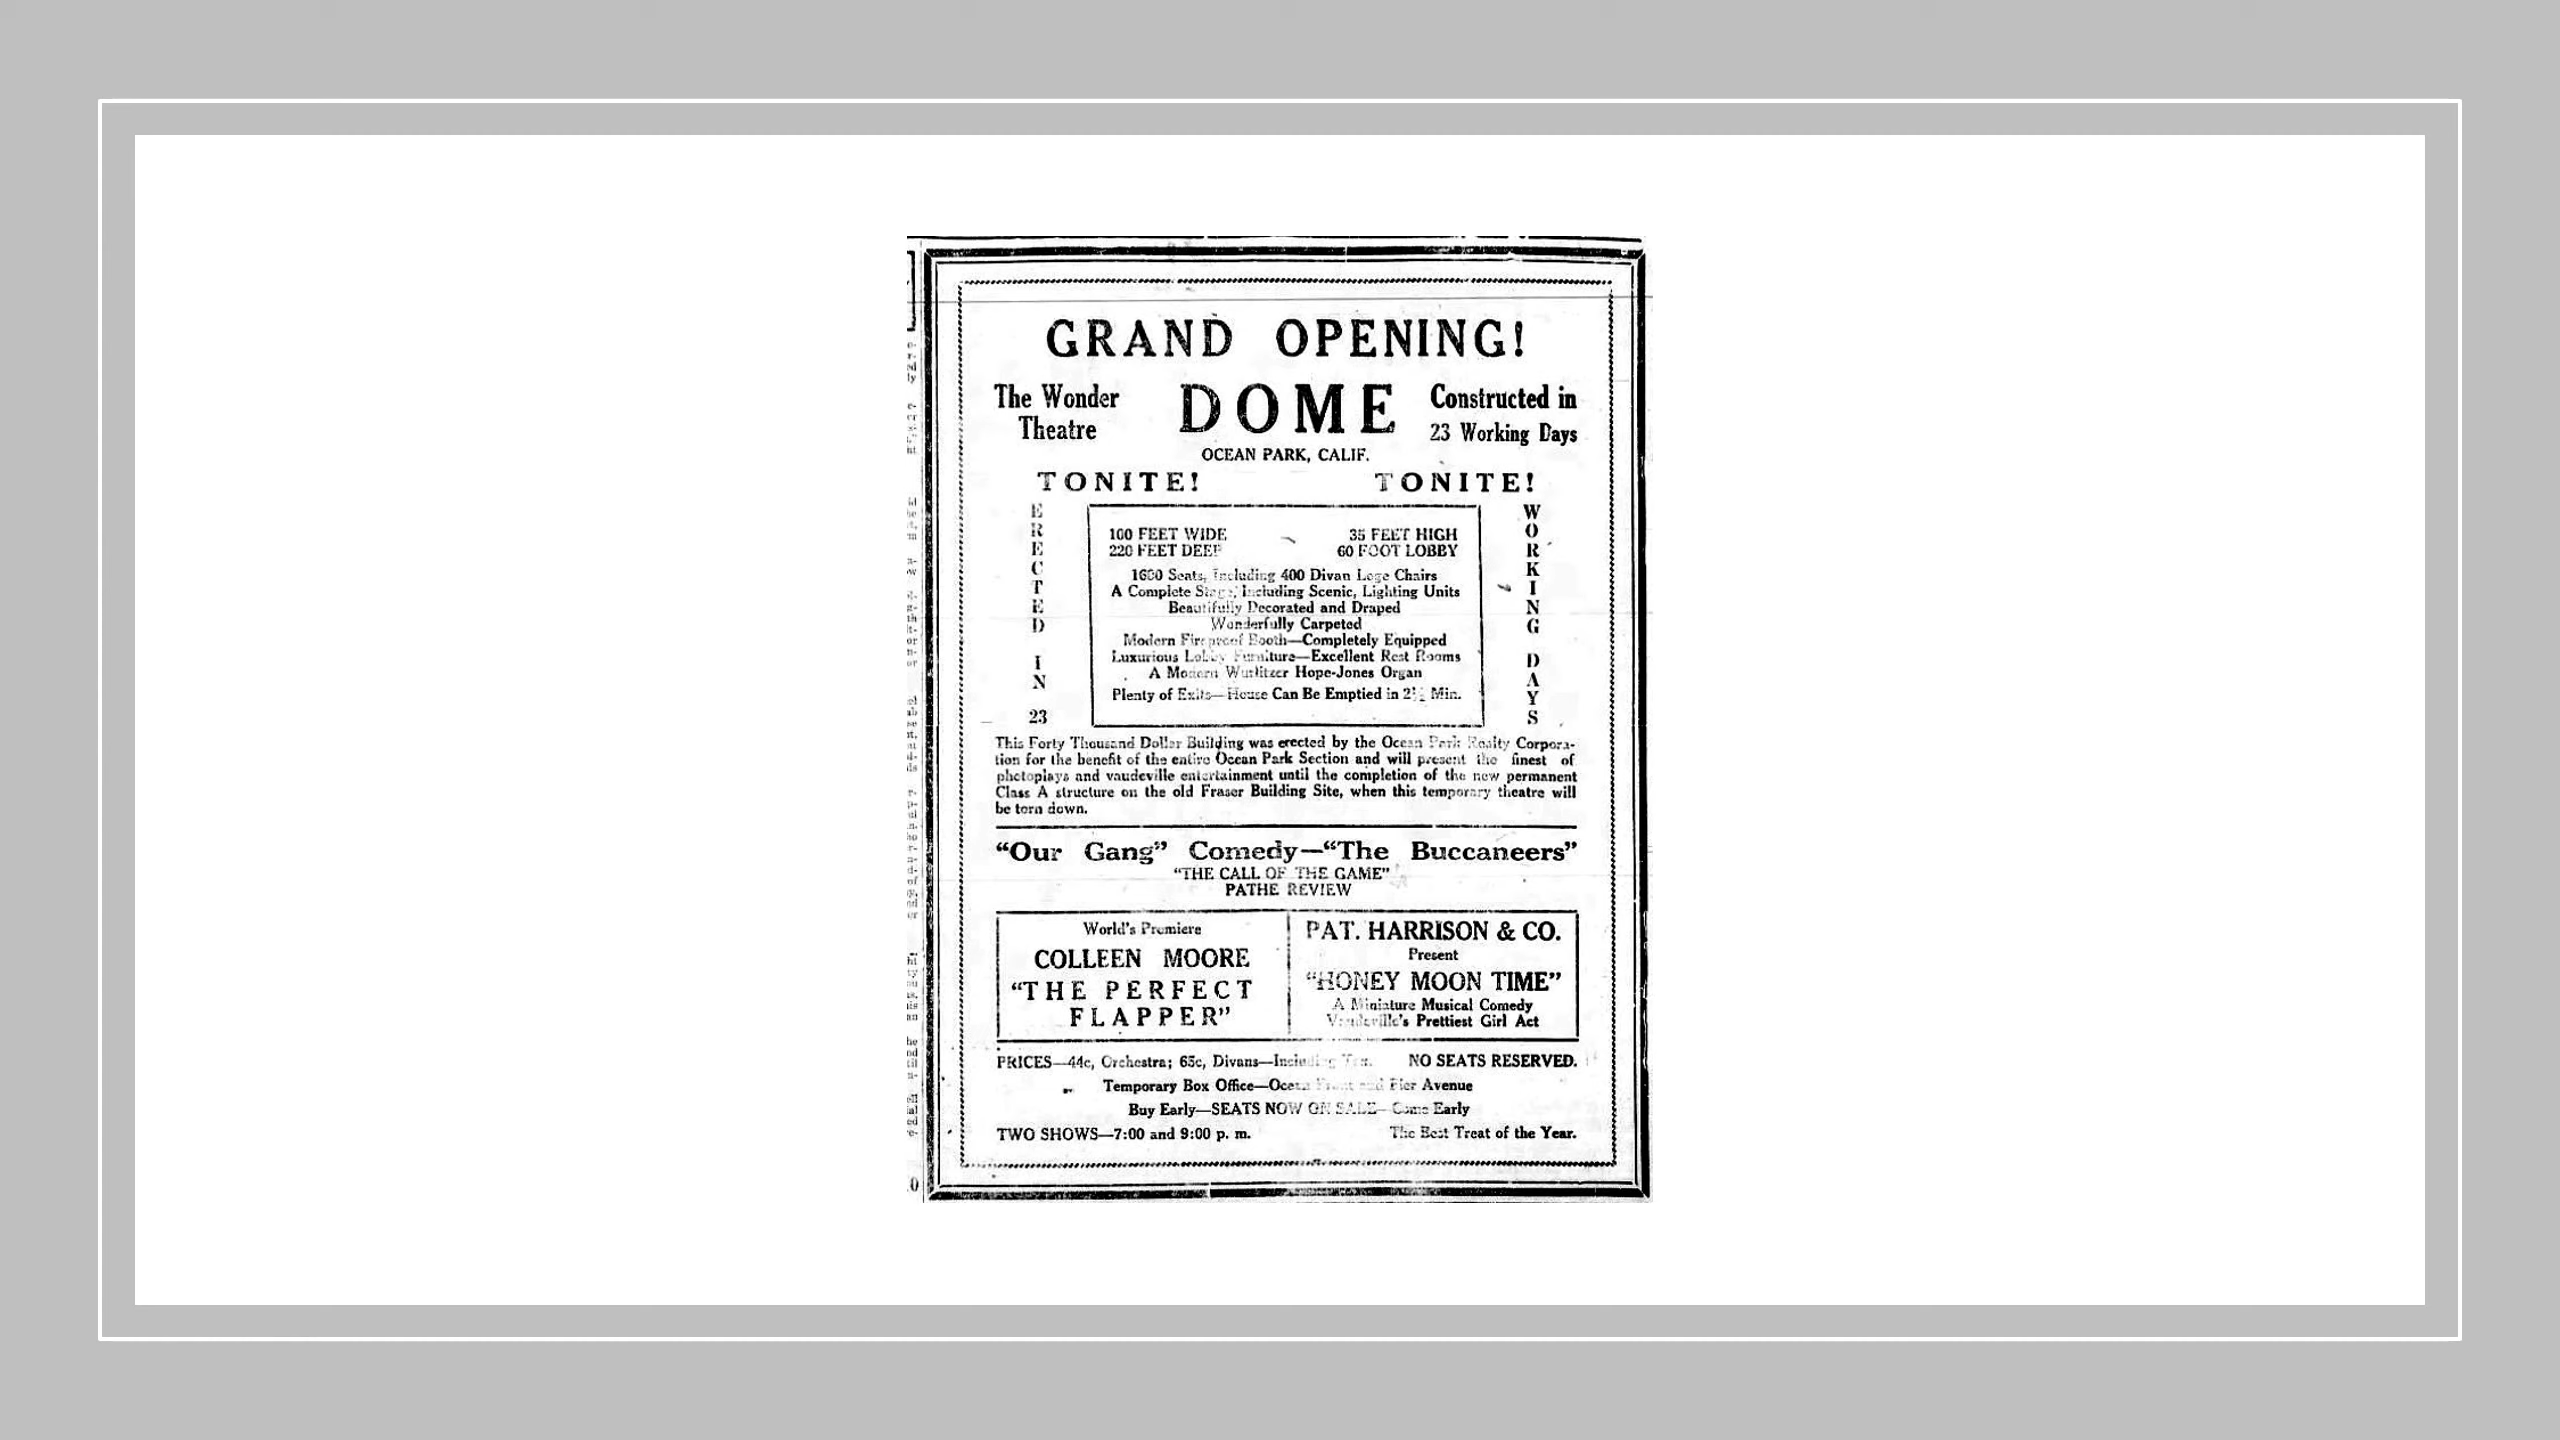 GRAND OPENING!
The Wonder Theatre
DOME
Constructed in 23 Working Days
OCEAN PARK, CALIF.
TONITE! TONITE!
ERECTED IN 23
WORKING DAYS
100 FEET WIDE 35 FEET HIGH
220 FEET DEEP 60 FOOT LOBBY
Seats, Including 400 Divan Loge Chairs
A Complete Stage, Including Scenic, Lighting Units
Beautifully Decorated and Draped
Wonderfully Carpeted
Modern Fireproof Booth—Completely Equipped
Luxurious Lobby Furniture—Excellent Rest Rooms
A Modern Wurlitzer Hope-Jones Organ
Plenty of Exits—House Can Be Emptied in Min.
This Forty Thousand Dollar Building was erected by the Ocean Park Realty Corpora-
tion for the benefit of the entire Ocean Park Section and will present the finest of
photoplays and vaudeville entertainment until the completion of the new permanent
Class A structure on the old Fraser Building Site, when this temporary theatre will
be torn down.
"Our Gang" Comedy—"The Buccaneers"
"THE CALL OF THE GAME"
PATHE REVIEW
World's Premiere
COLLEEN MOORE
"THE PERFECT
FLAPPER"
PAT. HARRISON & CO.
Present
"HONEY MOON TIME"
A Miniature Musical Comedy
Vaudeville's Prettiest Girl Act
PRICES—44c, Orchestra; 65c, Divans—Including Tax. NO SEATS RESERVED.
Temporary Box Office—Ocean Front and Pier Avenue
Buy Early—SEATS NOW ON SALE—Come Early
TWO SHOWS—7:00 and 9:00 p. m. The Best Treat of the Year.